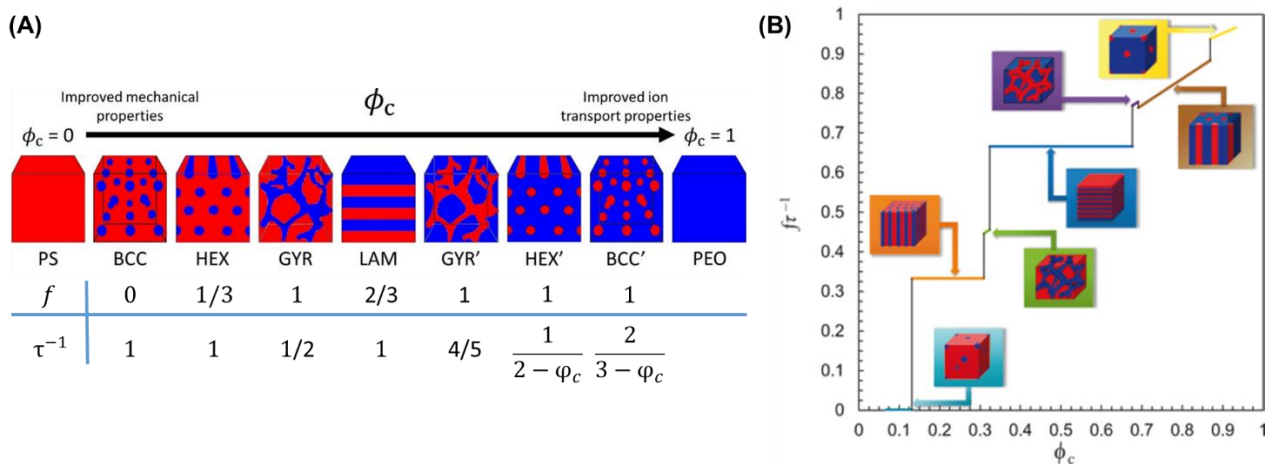 (A)
Improved mechanical
properties
ϕc
Improved ion
transport properties
ϕc = 0
ϕc = 1
PS BCC HEX GYR LAM GYR′ HEX′ BCC′ PEO
f 0 1/3 1 2/3 1 1 1
τ⁻¹ 1 1 1/2 1 4/5 1/(2 − φc) 2/(3 − φc)
(B)
fτ⁻¹
1
0.9
0.8
0.7
0.6
0.5
0.4
0.3
0.2
0.1
0
0 0.1 0.2 0.3 0.4 0.5 0.6 0.7 0.8 0.9 1
ϕc